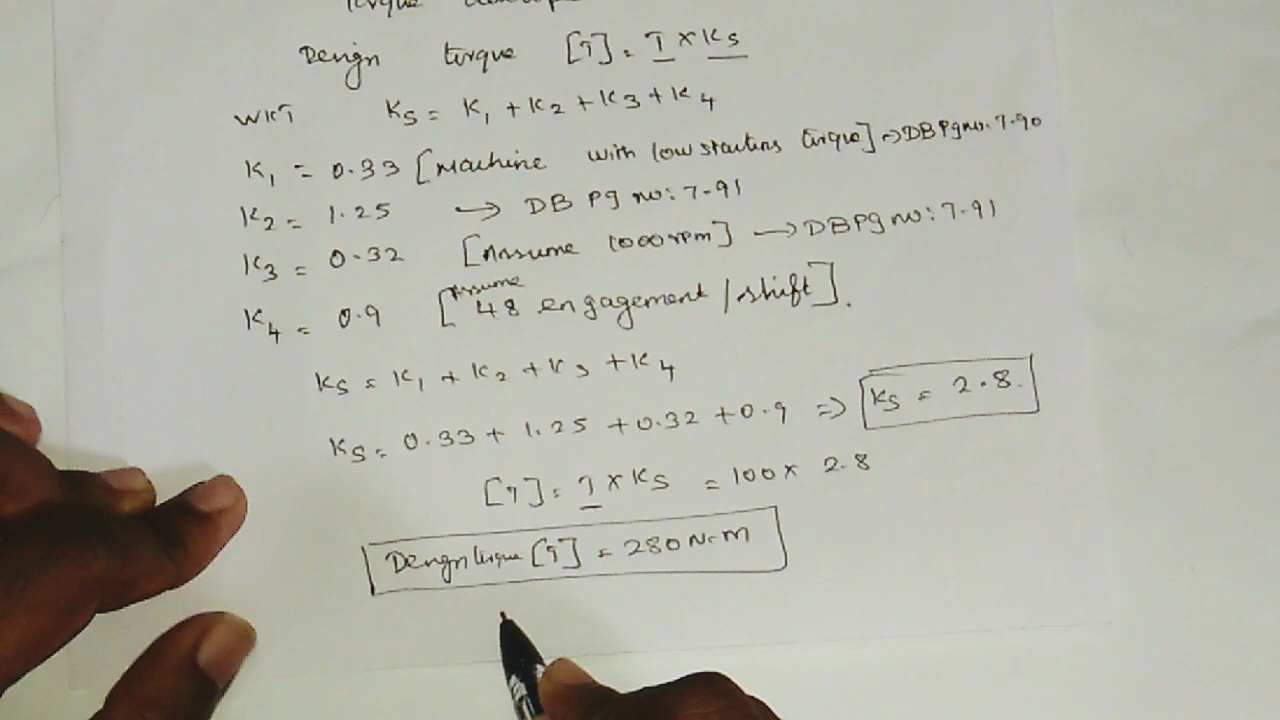 Torque
Design torque [T] = T × Ks
WKT Ks = K1 + K2 + K3 + K4
K1 = 0.33 [Machine with low starting torque] → DB Pg no. 7.90
K2 = 1.25 → DB Pg no: 7.91
K3 = 0.32 [Assume 1000 rpm] → DB Pg no: 7.91
K4 = 0.9 [Assume 48 engagement / shift].
Ks = K1 + K2 + K3 + K4
Ks = 0.33 + 1.25 + 0.32 + 0.9 ⇒ Ks = 2.8.
[T] = T × Ks = 100 × 2.8
Design torque [T] = 280 N-m